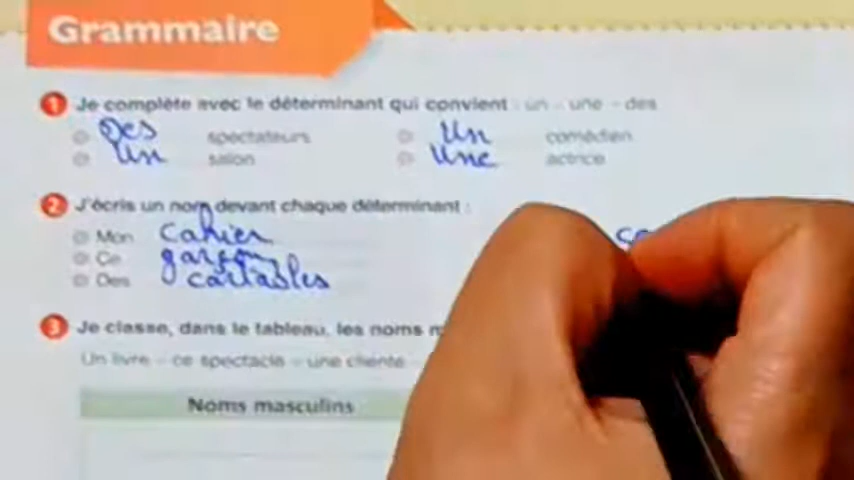 Grammaire
1 Je complète avec le déterminant qui convient : un - une - des
Des spectateurs Un comédien
Un salon Une actrice
2 J'écris un nom devant chaque déterminant :
Mon cahier
Ce garçon
Des cartables
3 Je classe, dans le tableau, les noms
Un livre - ce spectacle - une cliente -
Noms masculins